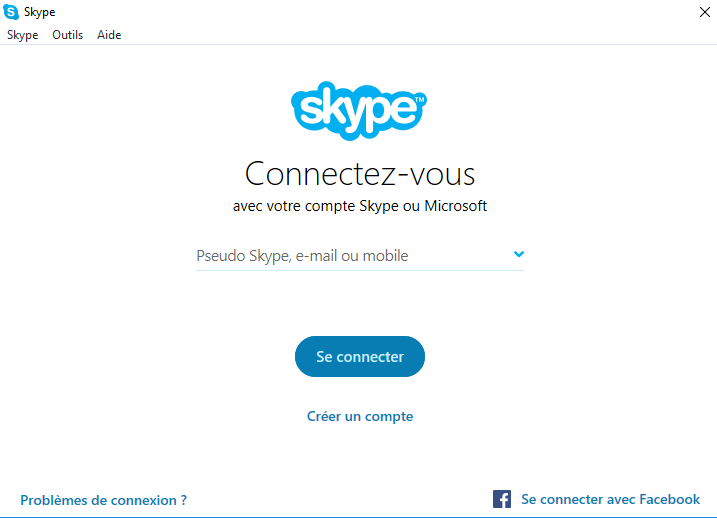 Skype
Skype Outils Aide
skype™
Connectez-vous
avec votre compte Skype ou Microsoft
Pseudo Skype, e-mail ou mobile
Se connecter
Créer un compte
Problèmes de connexion ?
Se connecter avec Facebook